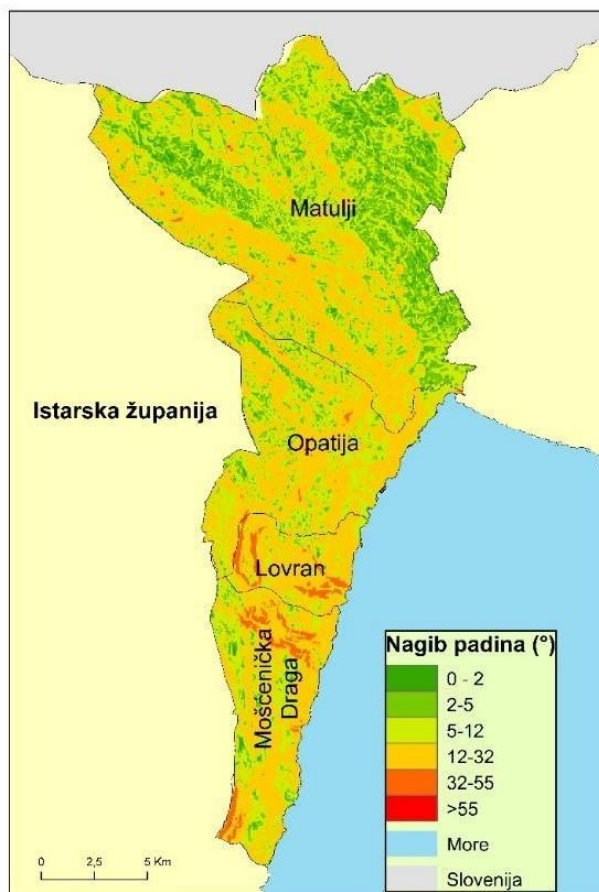 Matulji
Istarska županija
Opatija
Lovran
Mošćenička
Draga
Nagib padina (°)
0 - 2
2-5
5-12
12-32
32-55
>55
More
Slovenija
0 2,5 5 Km